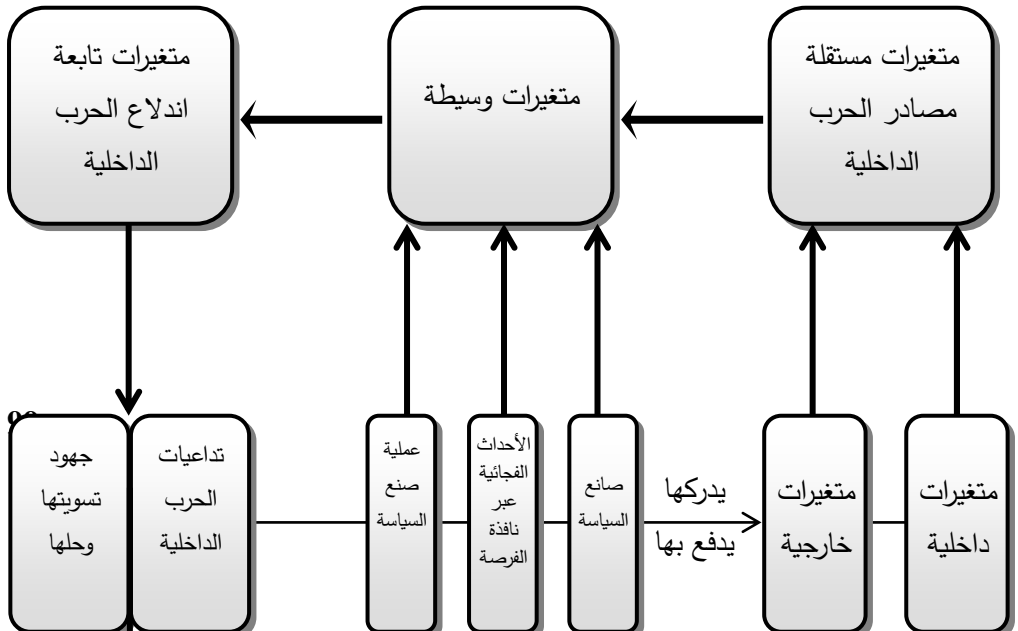 متغيرات مستقلة
مصادر الحرب
الداخلية
متغيرات وسيطة
متغيرات تابعة
اندلاع الحرب
الداخلية
متغيرات
داخلية
متغيرات
خارجية
يدركها
يدفع بها
صانع
السياسة
الأحداث
الفجائية
عبر
نافذة
الفرصة
عملية
صنع
السياسة
تداعيات
الحرب
الداخلية
جهود
تسويتها
وحلها